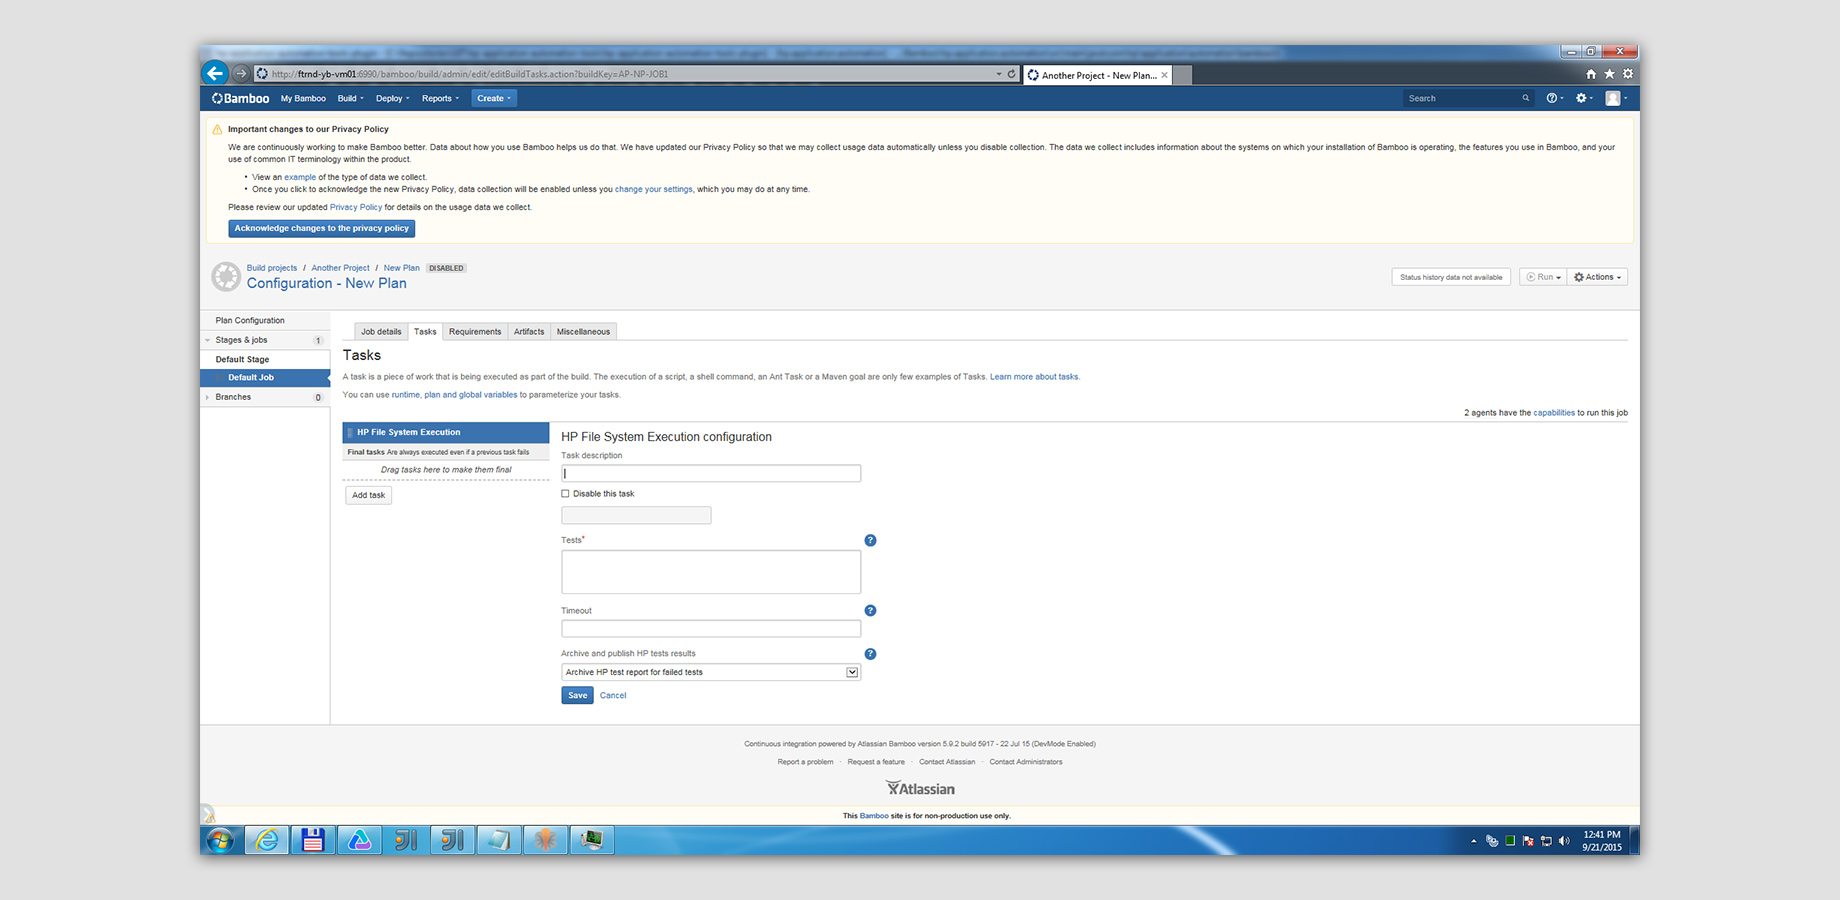 http://ftrnd-yb-vm01:6990/bamboo/build/admin/edit/editBuildTasks.action?buildKey=AP-NP-JOB1
Another Project - New Plan...
Bamboo My Bamboo Build Deploy Reports Create Search
Important changes to our Privacy Policy
We are continuously working to make Bamboo better. Data about how you use Bamboo helps us do that. We have updated our Privacy Policy so that we may collect usage data automatically unless you disable collection. The data we collect includes information about the systems on which your installation of Bamboo is operating, the features you use in Bamboo, and your
use of common IT terminology within the product.
• View an example of the type of data we collect.
• Once you click to acknowledge the new Privacy Policy, data collection will be enabled unless you change your settings, which you may do at any time.
Please review our updated Privacy Policy for details on the usage data we collect.
Acknowledge changes to the privacy policy
Build projects / Another Project / New Plan DISABLED
Configuration - New Plan
Status history data not available Run Actions
Plan Configuration
Stages & jobs 1
Default Stage
Default Job
Branches 0
Job details Tasks Requirements Artifacts Miscellaneous
Tasks
A task is a piece of work that is being executed as part of the build. The execution of a script, a shell command, an Ant Task or a Maven goal are only few examples of Tasks. Learn more about tasks.
You can use runtime, plan and global variables to parameterize your tasks.
2 agents have the capabilities to run this job
HP File System Execution
Final tasks Are always executed even if a previous task fails
Drag tasks here to make them final
Add task
HP File System Execution configuration
Task description
Disable this task
Tests*
Timeout
Archive and publish HP tests results
Archive HP test report for failed tests
Save Cancel
Continuous integration powered by Atlassian Bamboo version 5.9.2 build 5917 - 22 Jul 15 (DevMode Enabled)
Report a problem · Request a feature · Contact Atlassian · Contact Administrators
Atlassian
This Bamboo site is for non-production use only.
12:41 PM
9/21/2015